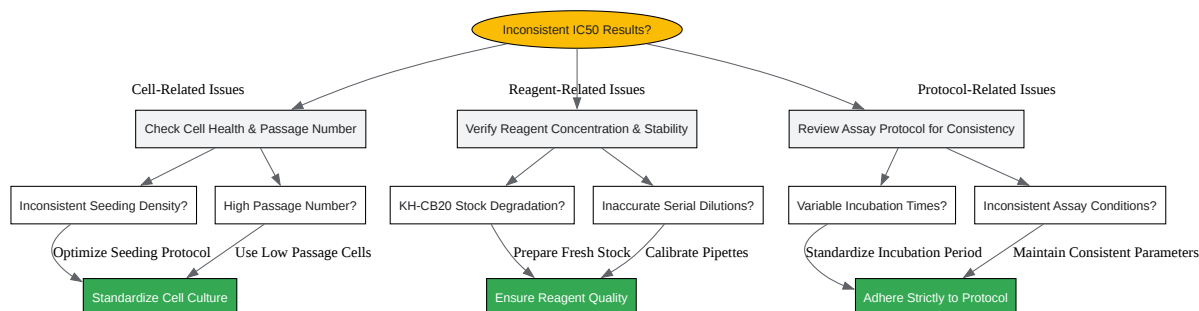 Inconsistent IC50 Results?
Cell-Related Issues
Reagent-Related Issues
Protocol-Related Issues
Check Cell Health & Passage Number
Verify Reagent Concentration & Stability
Review Assay Protocol for Consistency
Inconsistent Seeding Density?
High Passage Number?
KH-CB20 Stock Degradation?
Inaccurate Serial Dilutions?
Variable Incubation Times?
Inconsistent Assay Conditions?
Optimize Seeding Protocol
Use Low Passage Cells
Prepare Fresh Stock
Calibrate Pipettes
Standardize Incubation Period
Maintain Consistent Parameters
Standardize Cell Culture
Ensure Reagent Quality
Adhere Strictly to Protocol